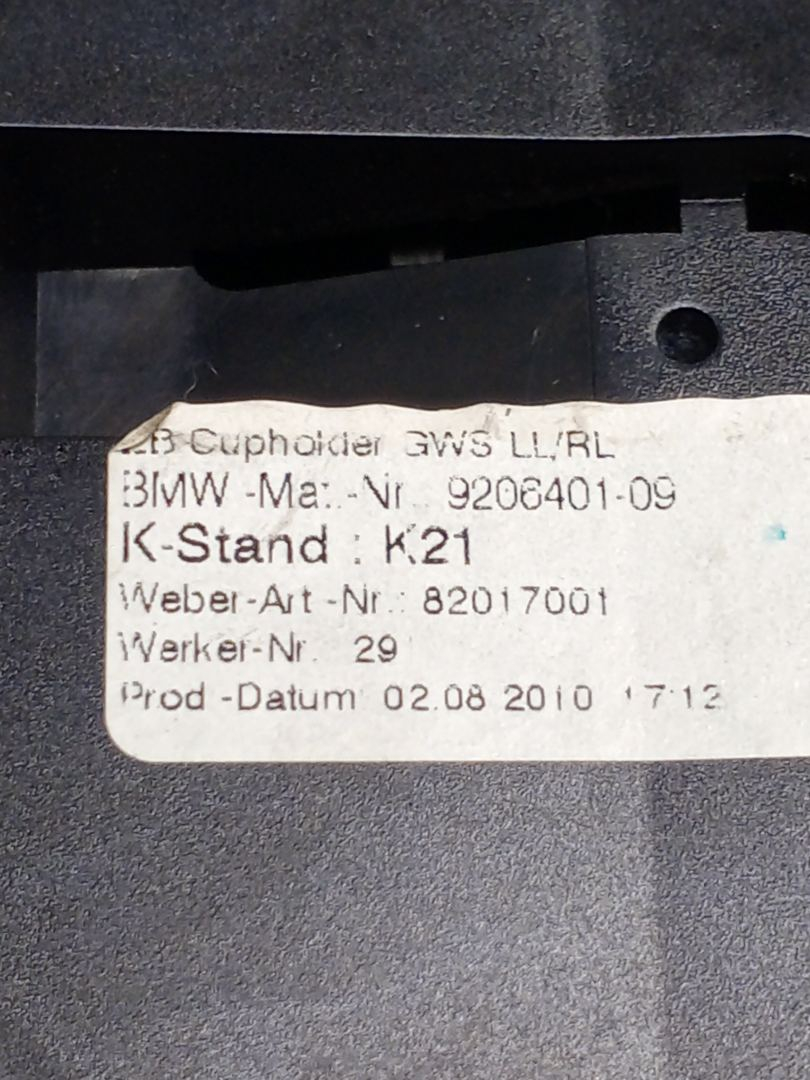 Cupholder GWS LL/RL
BMW-Mat.-Nr. 9206401-09
K-Stand : K21
Weber-Art.-Nr.: 82017001
Werker-Nr. 29
Prod.-Datum 02.08.2010 17:12